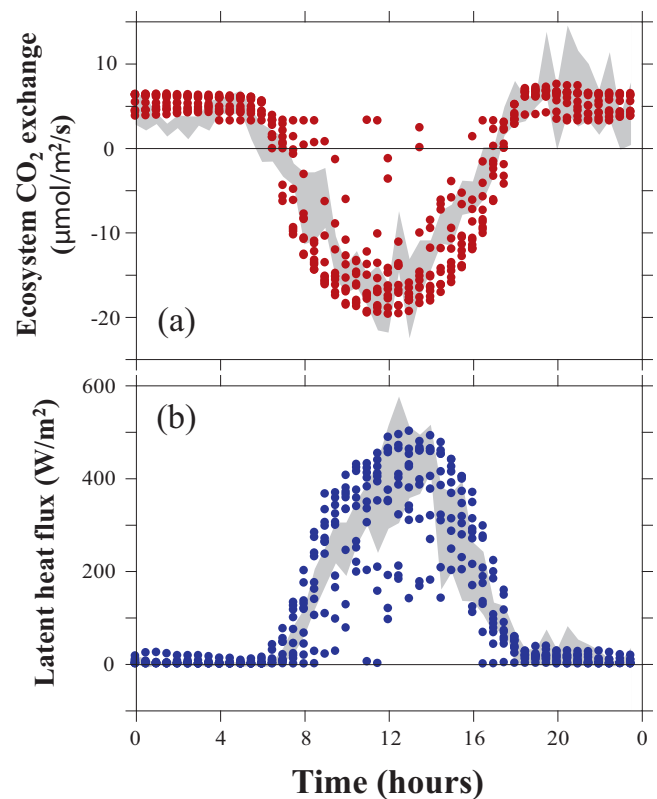 Ecosystem CO₂ exchange
(μmol/m²/s)
10
0
-10
-20
(a)
Latent heat flux (W/m²)
600
400
200
0
(b)
0 4 8 12 16 20 0
Time (hours)